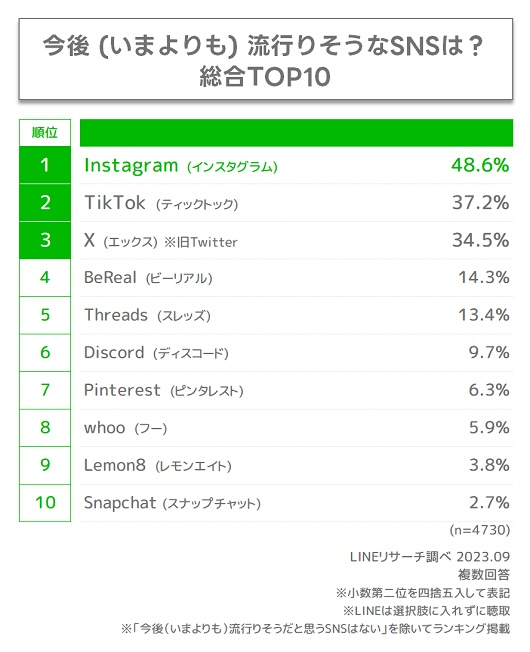 今後 (いまよりも) 流行りそうなSNSは？
総合TOP10
順位
1 Instagram (インスタグラム) 48.6%
2 TikTok (ティックトック) 37.2%
3 X (エックス) ※旧Twitter 34.5%
4 BeReal (ビーリアル) 14.3%
5 Threads (スレッズ) 13.4%
6 Discord (ディスコード) 9.7%
7 Pinterest (ピンタレスト) 6.3%
8 whoo (フー) 5.9%
9 Lemon8 (レモンエイト) 3.8%
10 Snapchat (スナップチャット) 2.7%
(n=4730)
LINEリサーチ調べ 2023.09
複数回答
※小数第二位を四捨五入して表記
※LINEは選択肢に入れずに聴取
※「今後（いまよりも）流行りそうだと思うSNSはない」を除いてランキング掲載